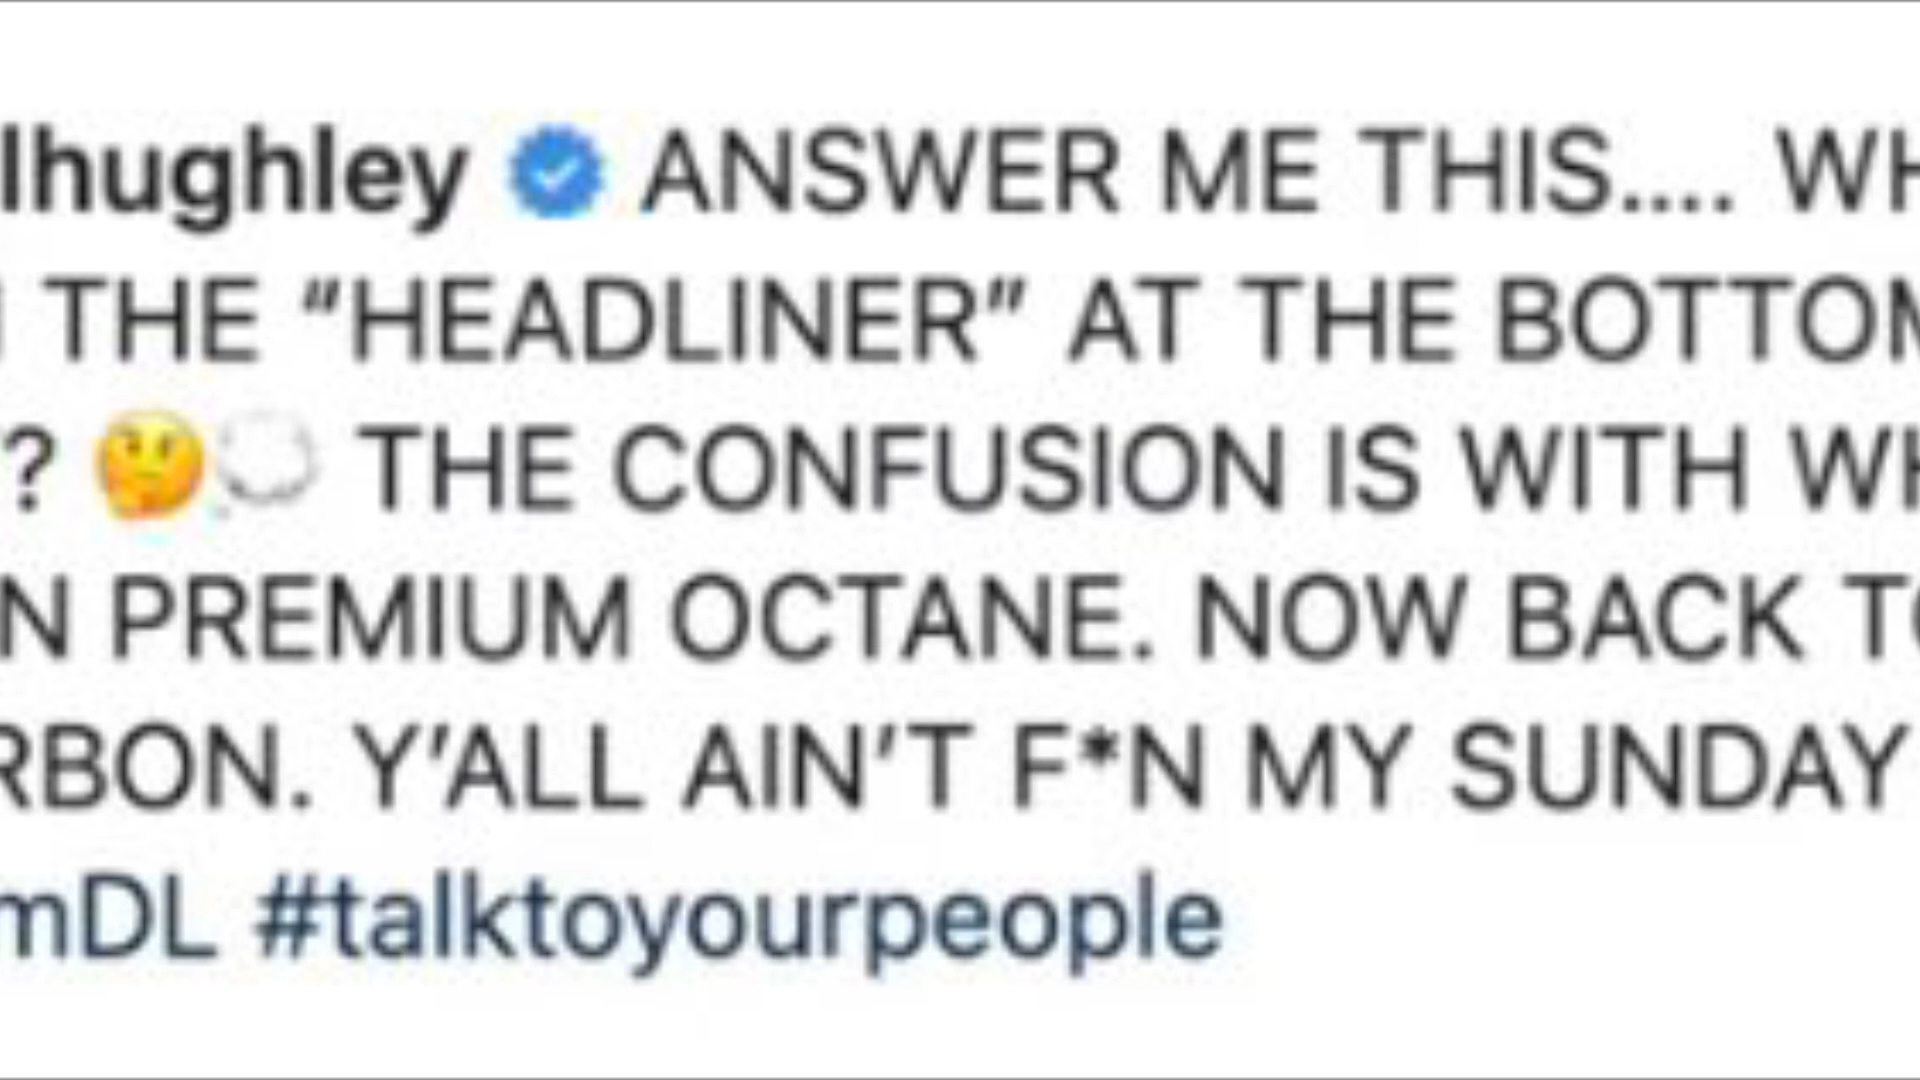 lhughley ANSWER ME THIS.... WH
THE “HEADLINER” AT THE BOTTOM
? 🤔💭 THE CONFUSION IS WITH WH
N PREMIUM OCTANE. NOW BACK TO
RBON. Y’ALL AIN’T F*N MY SUNDAY
mDL #talktoyourpeople